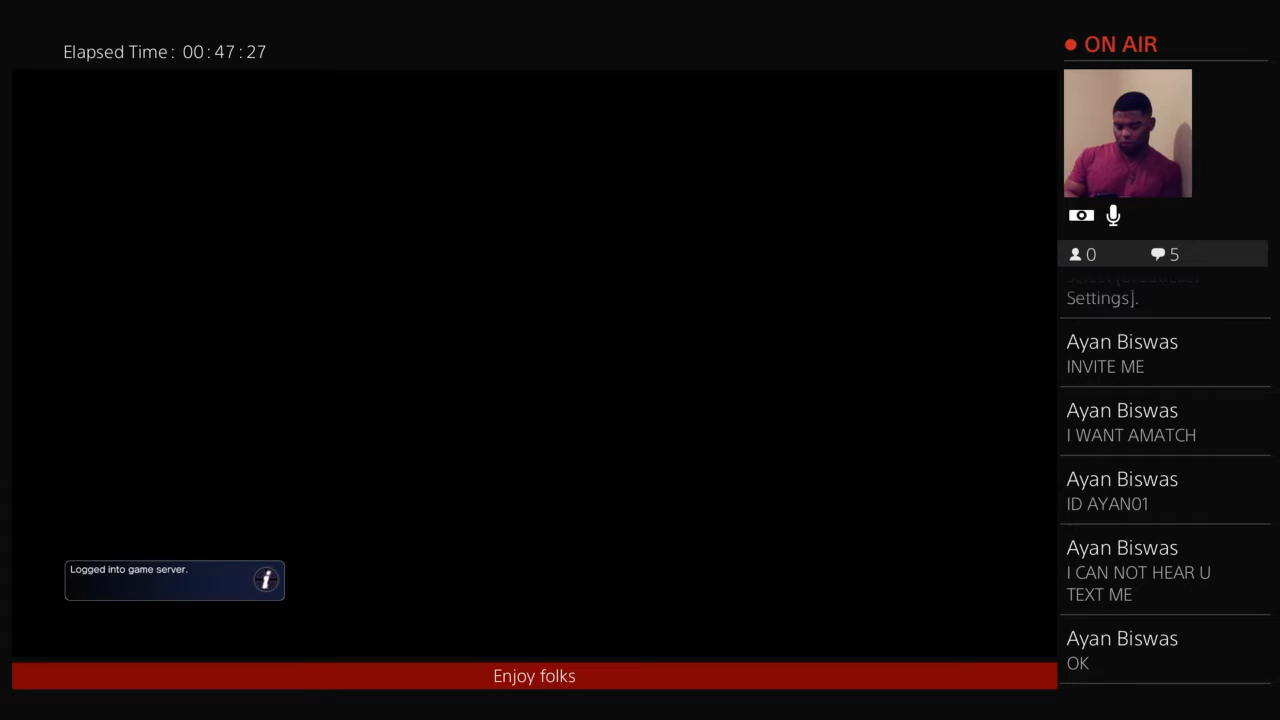 Elapsed Time: 00:47:27
ON AIR
0
5
Settings].
Ayan Biswas
INVITE ME
Ayan Biswas
I WANT AMATCH
Ayan Biswas
ID AYAN01
Ayan Biswas
I CAN NOT HEAR U
TEXT ME
Ayan Biswas
OK
Logged into game server.
Enjoy folks